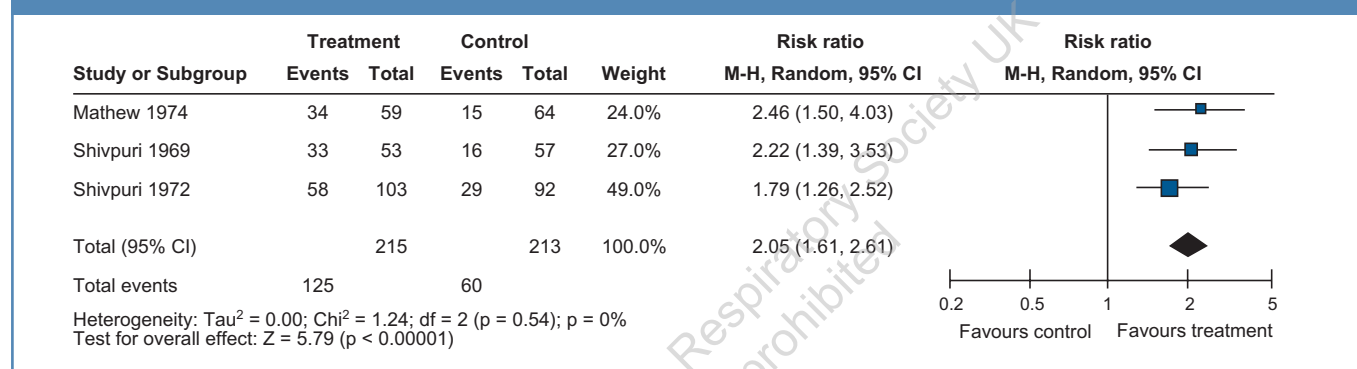 Treatment Control Risk ratio Risk ratio
Study or Subgroup Events Total Events Total Weight M-H, Random, 95% CI M-H, Random, 95% CI
Mathew 1974 34 59 15 64 24.0% 2.46 (1.50, 4.03)
Shivpuri 1969 33 53 16 57 27.0% 2.22 (1.39, 3.53)
Shivpuri 1972 58 103 29 92 49.0% 1.79 (1.26, 2.52)
Total (95% CI) 215 213 100.0% 2.05 (1.61, 2.61)
Total events 125 60
Heterogeneity: Tau² = 0.00; Chi² = 1.24; df = 2 (p = 0.54); p = 0%
Test for overall effect: Z = 5.79 (p < 0.00001)
0.2 0.5 1 2 5
Favours control Favours treatment
Respiratory Society UK
prohibited